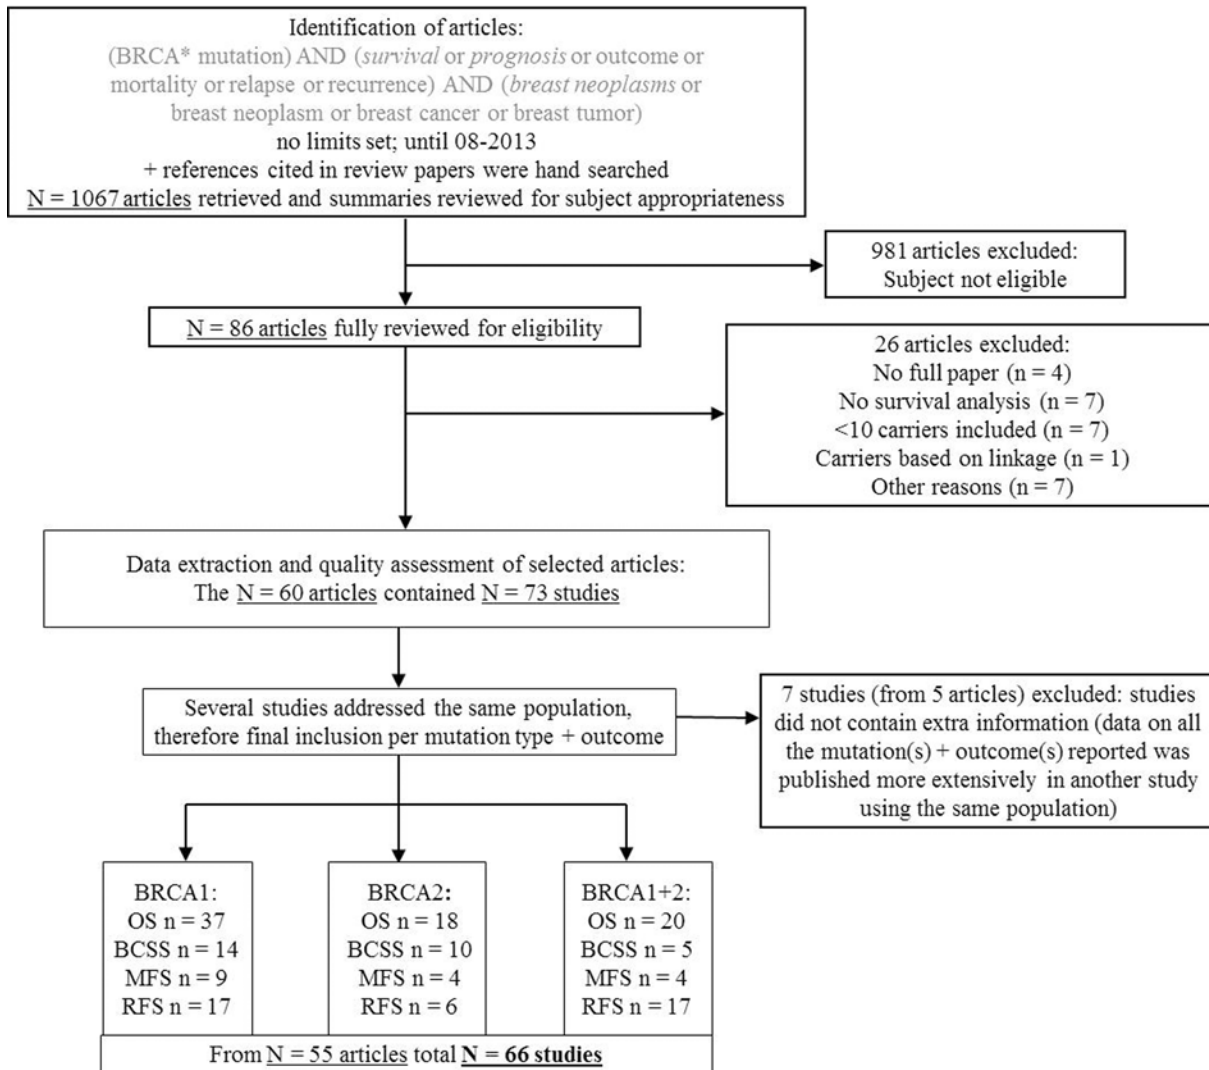 Identification of articles:
(BRCA* mutation) AND (survival or prognosis or outcome or
mortality or relapse or recurrence) AND (breast neoplasms or
breast neoplasm or breast cancer or breast tumor)
no limits set; until 08-2013
+ references cited in review papers were hand searched
N = 1067 articles retrieved and summaries reviewed for subject appropriateness
981 articles excluded:
Subject not eligible
N = 86 articles fully reviewed for eligibility
26 articles excluded:
No full paper (n = 4)
No survival analysis (n = 7)
<10 carriers included (n = 7)
Carriers based on linkage (n = 1)
Other reasons (n = 7)
Data extraction and quality assessment of selected articles:
The N = 60 articles contained N = 73 studies
Several studies addressed the same population,
therefore final inclusion per mutation type + outcome
7 studies (from 5 articles) excluded: studies
did not contain extra information (data on all
the mutation(s) + outcome(s) reported was
published more extensively in another study
using the same population)
BRCA1:
OS n = 37
BCSS n = 14
MFS n = 9
RFS n = 17
BRCA2:
OS n = 18
BCSS n = 10
MFS n = 4
RFS n = 6
BRCA1+2:
OS n = 20
BCSS n = 5
MFS n = 4
RFS n = 17
From N = 55 articles total N = 66 studies